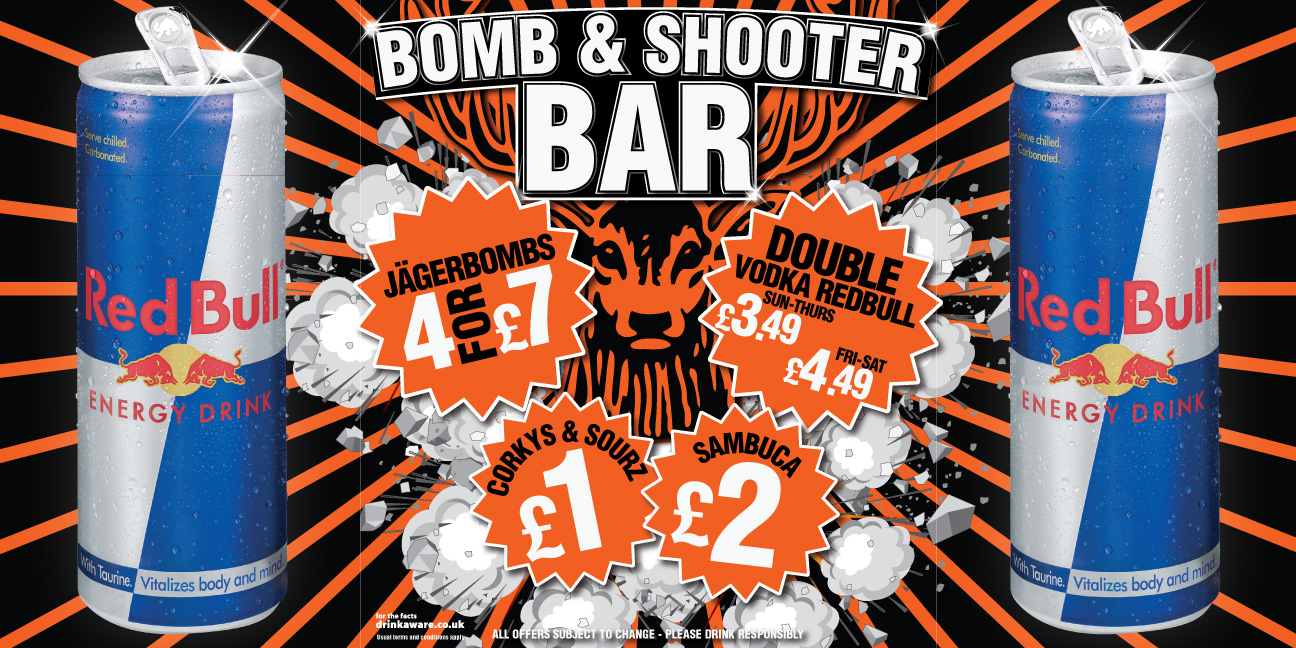 BOMB & SHOOTER
BAR
Serve chilled.
Carbonated.
Red Bull
ENERGY DRINK
With Taurine. Vitalizes body and mind.
JÄGERBOMBS
4 FOR £7
DOUBLE
VODKA REDBULL
SUN-THURS
£3.49
FRI-SAT
£4.49
CORKYS & SOURZ
£1
SAMBUCA
£2
Serve chilled.
Carbonated.
Red Bull
ENERGY DRINK
With Taurine. Vitalizes body and mind.
for the facts
drinkaware.co.uk
Usual terms and conditions apply.
ALL OFFERS SUBJECT TO CHANGE - PLEASE DRINK RESPONSIBLY